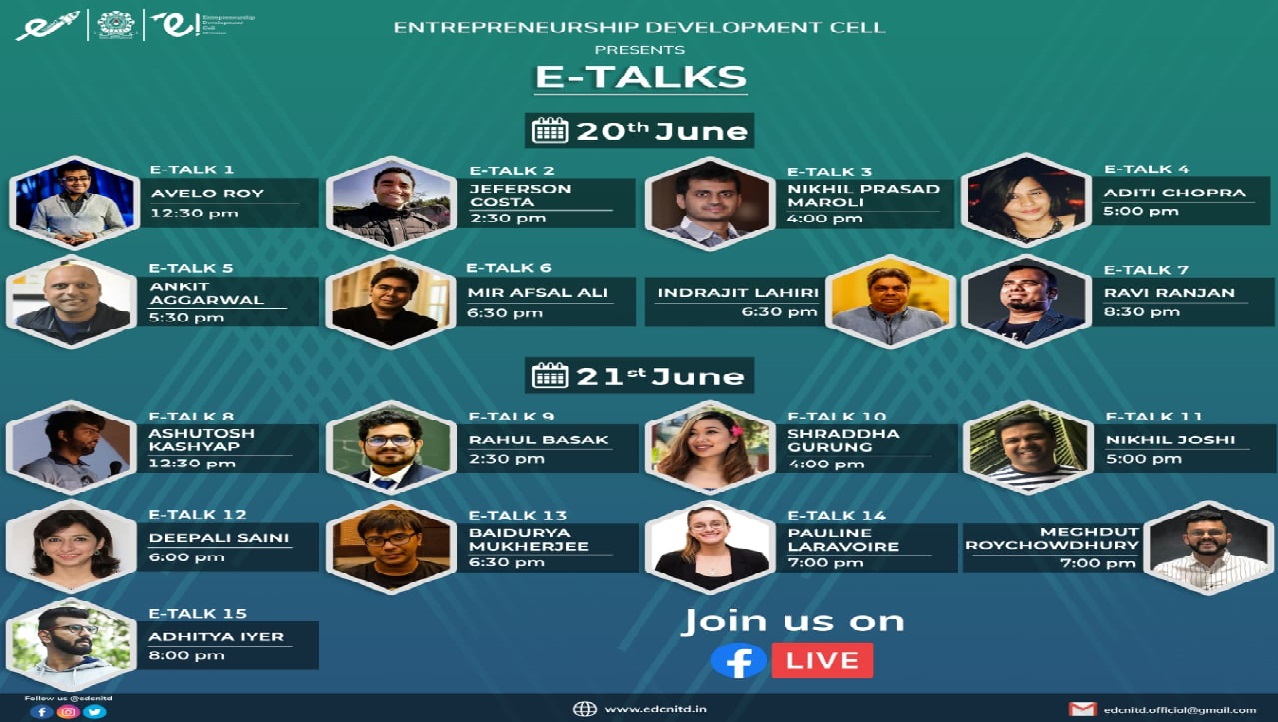 Entrepreneurship
Development
Cell
ENTREPRENEURSHIP DEVELOPMENT CELL
PRESENTS
E-TALKS
20th June
E-TALK 1
AVELO ROY
12:30 pm
E-TALK 2
JEFERSON
COSTA
2:30 pm
E-TALK 3
NIKHIL PRASAD
MAROLI
4:00 pm
E-TALK 4
ADITI CHOPRA
5:00 pm
E-TALK 5
ANKIT
AGGARWAL
5:30 pm
E-TALK 6
MIR AFSAL ALI
6:30 pm
INDRAJIT LAHIRI
6:30 pm
E-TALK 7
RAVI RANJAN
8:30 pm
21st June
E-TALK 8
ASHUTOSH
KASHYAP
12:30 pm
E-TALK 9
RAHUL BASAK
2:30 pm
E-TALK 10
SHRADDHA
GURUNG
4:00 pm
E-TALK 11
NIKHIL JOSHI
5:00 pm
E-TALK 12
DEEPALI SAINI
6:00 pm
E-TALK 13
BAIDURYA
MUKHERJEE
6:30 pm
E-TALK 14
PAULINE
LARAVOIRE
7:00 pm
MEGHDUT
ROYCHOWDHURY
7:00 pm
E-TALK 15
ADHITYA IYER
8:00 pm
Join us on
LIVE
Follow us @edcnitd
www.edcnitd.in
edcnitd.official@gmail.com